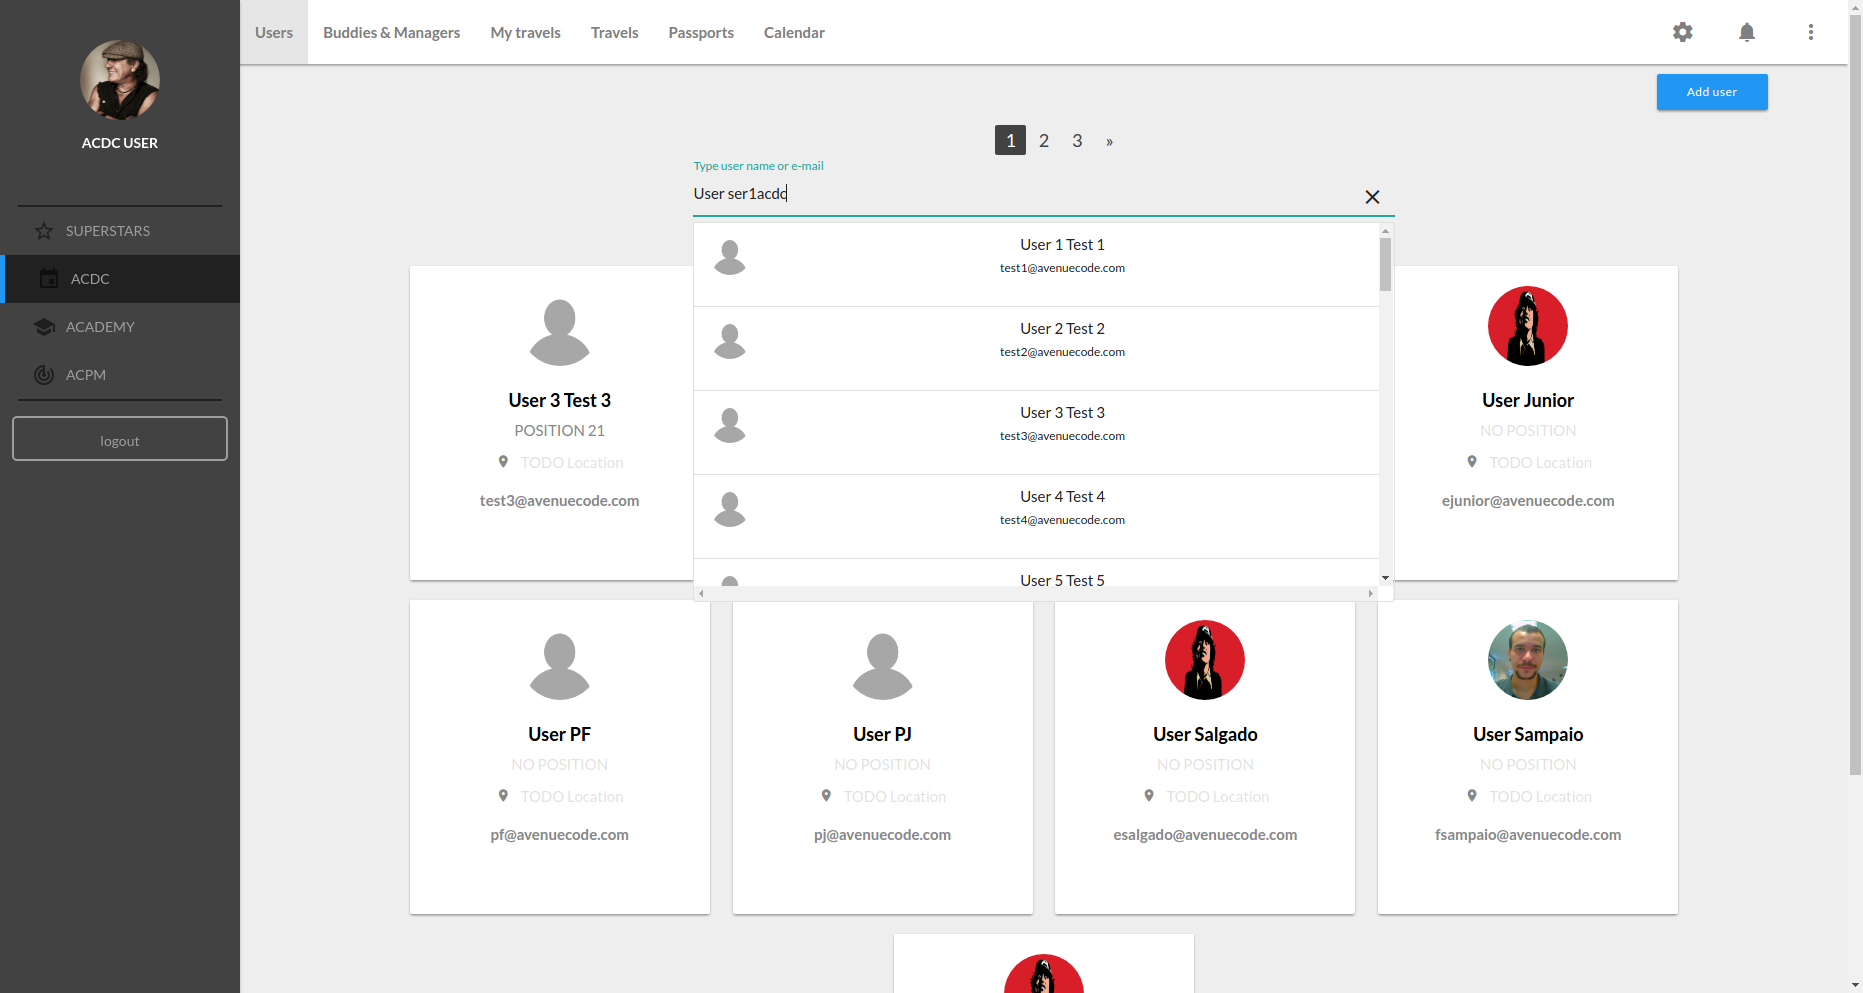 ACDC USER
SUPERSTARS
ACDC
ACADEMY
ACPM
logout
Users Buddies & Managers My travels Travels Passports Calendar
Add user
1 2 3 »
Type user name or e-mail
User ser1acdc
User 1 Test 1
test1@avenuecode.com
User 2 Test 2
test2@avenuecode.com
User 3 Test 3
test3@avenuecode.com
User 4 Test 4
test4@avenuecode.com
User 5 Test 5
User 3 Test 3
POSITION 21
TODO Location
test3@avenuecode.com
User Junior
NO POSITION
TODO Location
ejunior@avenuecode.com
User PF
NO POSITION
TODO Location
pf@avenuecode.com
User PJ
NO POSITION
TODO Location
pj@avenuecode.com
User Salgado
NO POSITION
TODO Location
esalgado@avenuecode.com
User Sampaio
NO POSITION
TODO Location
fsampaio@avenuecode.com